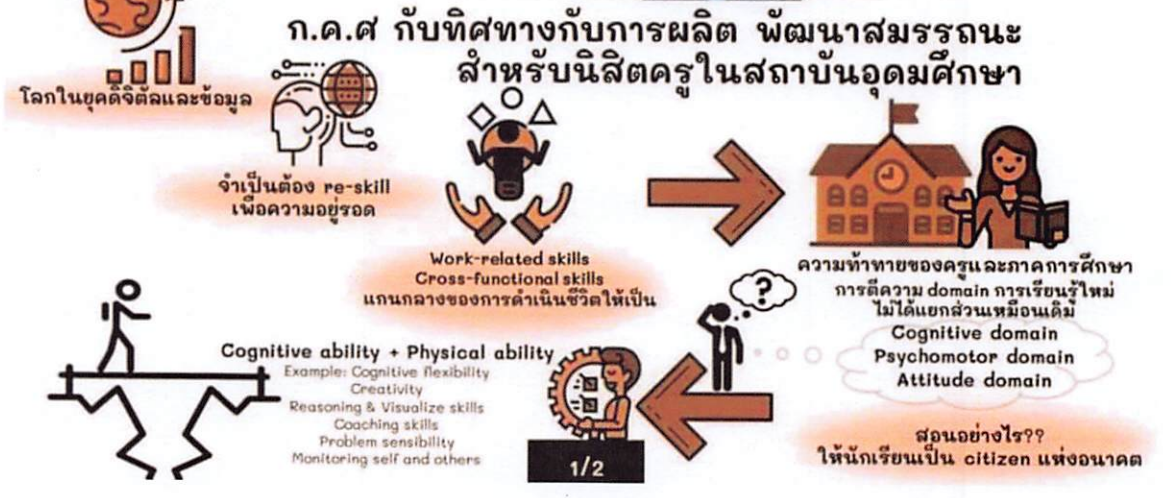 ก.ค.ศ กับทิศทางกับการผลิต พัฒนาสมรรถนะ
สำหรับนิสิตครูในสถาบันอุดมศึกษา
โลกในยุคดิจิตัลและข้อมูล
จำเป็นต้อง re-skill
เพื่อความอยู่รอด
Work-related skills
Cross-functional skills
แกนกลางของการดำเนินชีวิตให้เป็น
ความท้าทายของครูและภาคการศึกษา
การตีความ domain การเรียนรู้ใหม่
ไม่ได้แยกส่วนเหมือนเดิม
Cognitive domain
Psychomotor domain
Attitude domain
?
สอนอย่างไร??
ให้นักเรียนเป็น citizen แห่งอนาคต
Cognitive ability + Physical ability
Example: Cognitive flexibility
Creativity
Reasoning & Visualize skills
Coaching skills
Problem sensibility
Monitoring self and others
1/2